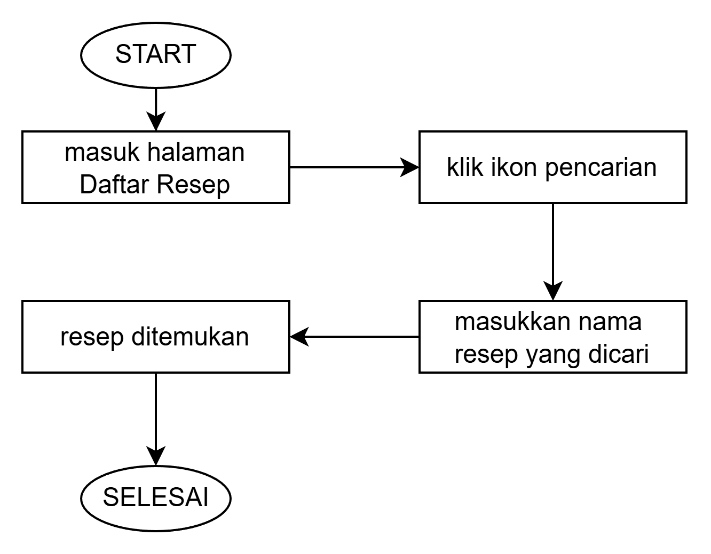 START
masuk halaman
Daftar Resep
klik ikon pencarian
masukkan nama
resep yang dicari
resep ditemukan
SELESAI